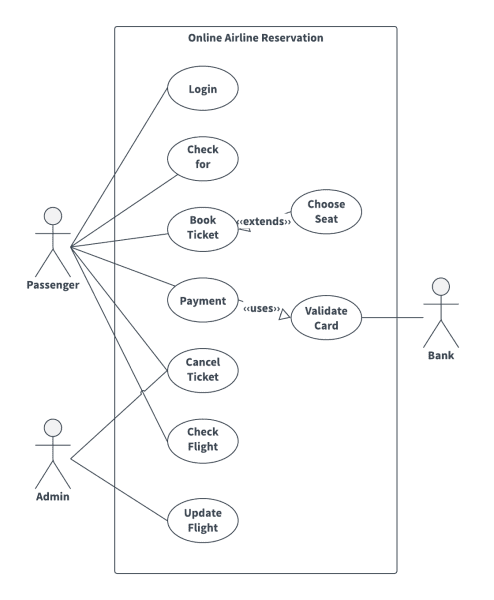 Online Airline Reservation
Login
Check
for
Book
Ticket
‹‹extends››
Choose
Seat
Passenger
Payment
‹‹uses››
Validate
Card
Bank
Cancel
Ticket
Check
Flight
Admin
Update
Flight